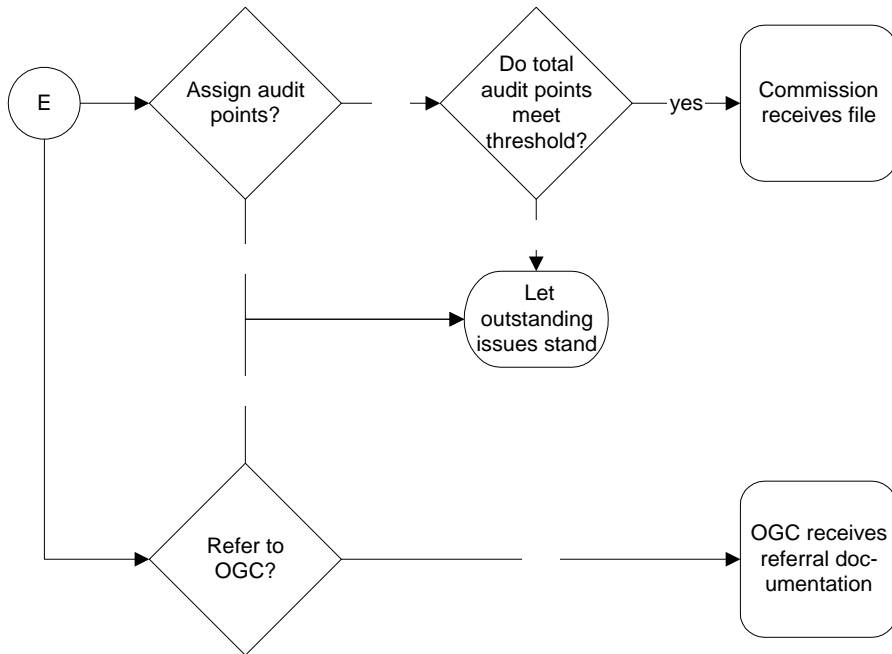 E
Assign audit
points?
Do total
audit points
meet
threshold?
yes
Commission
receives file
Let
outstanding
issues stand
Refer to
OGC?
OGC receives
referral doc-
umentation